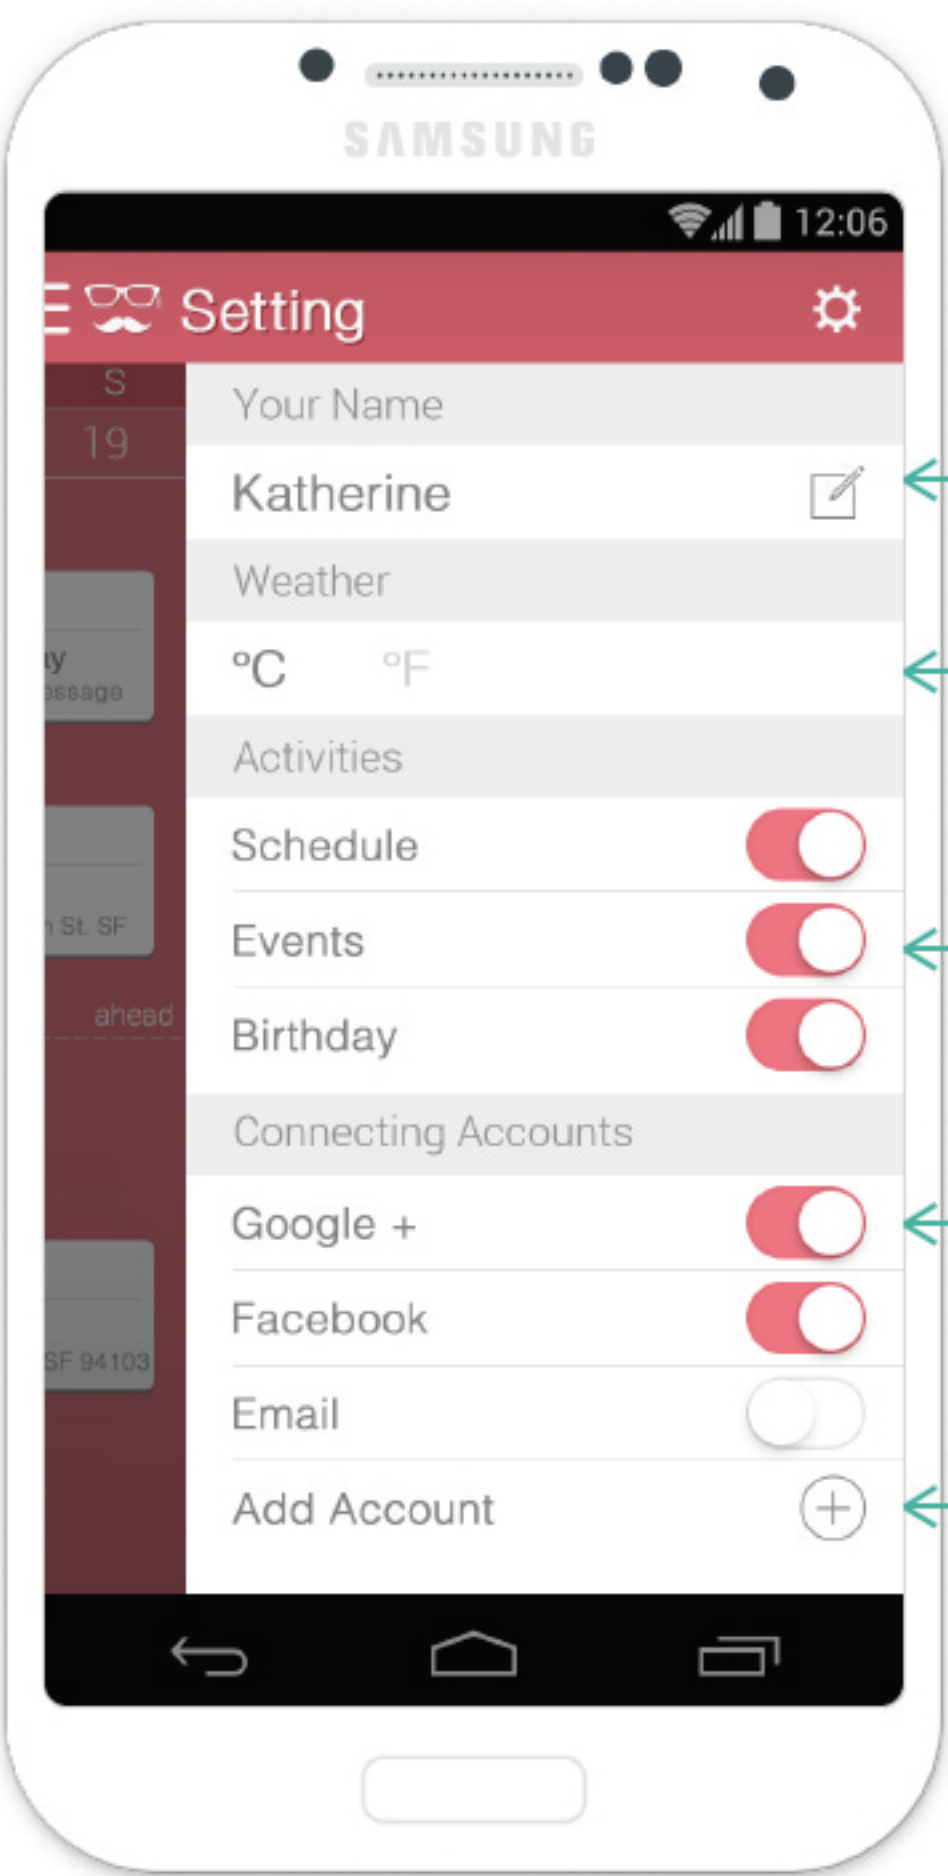 SAMSUNG
12:06
Setting
S
19
Your Name
Katherine
Weather
°C °F
Activities
Schedule
Events
Birthday
Connecting Accounts
Google +
Facebook
Email
Add Account
ay
essage
n St. SF
ahead
SF 94103